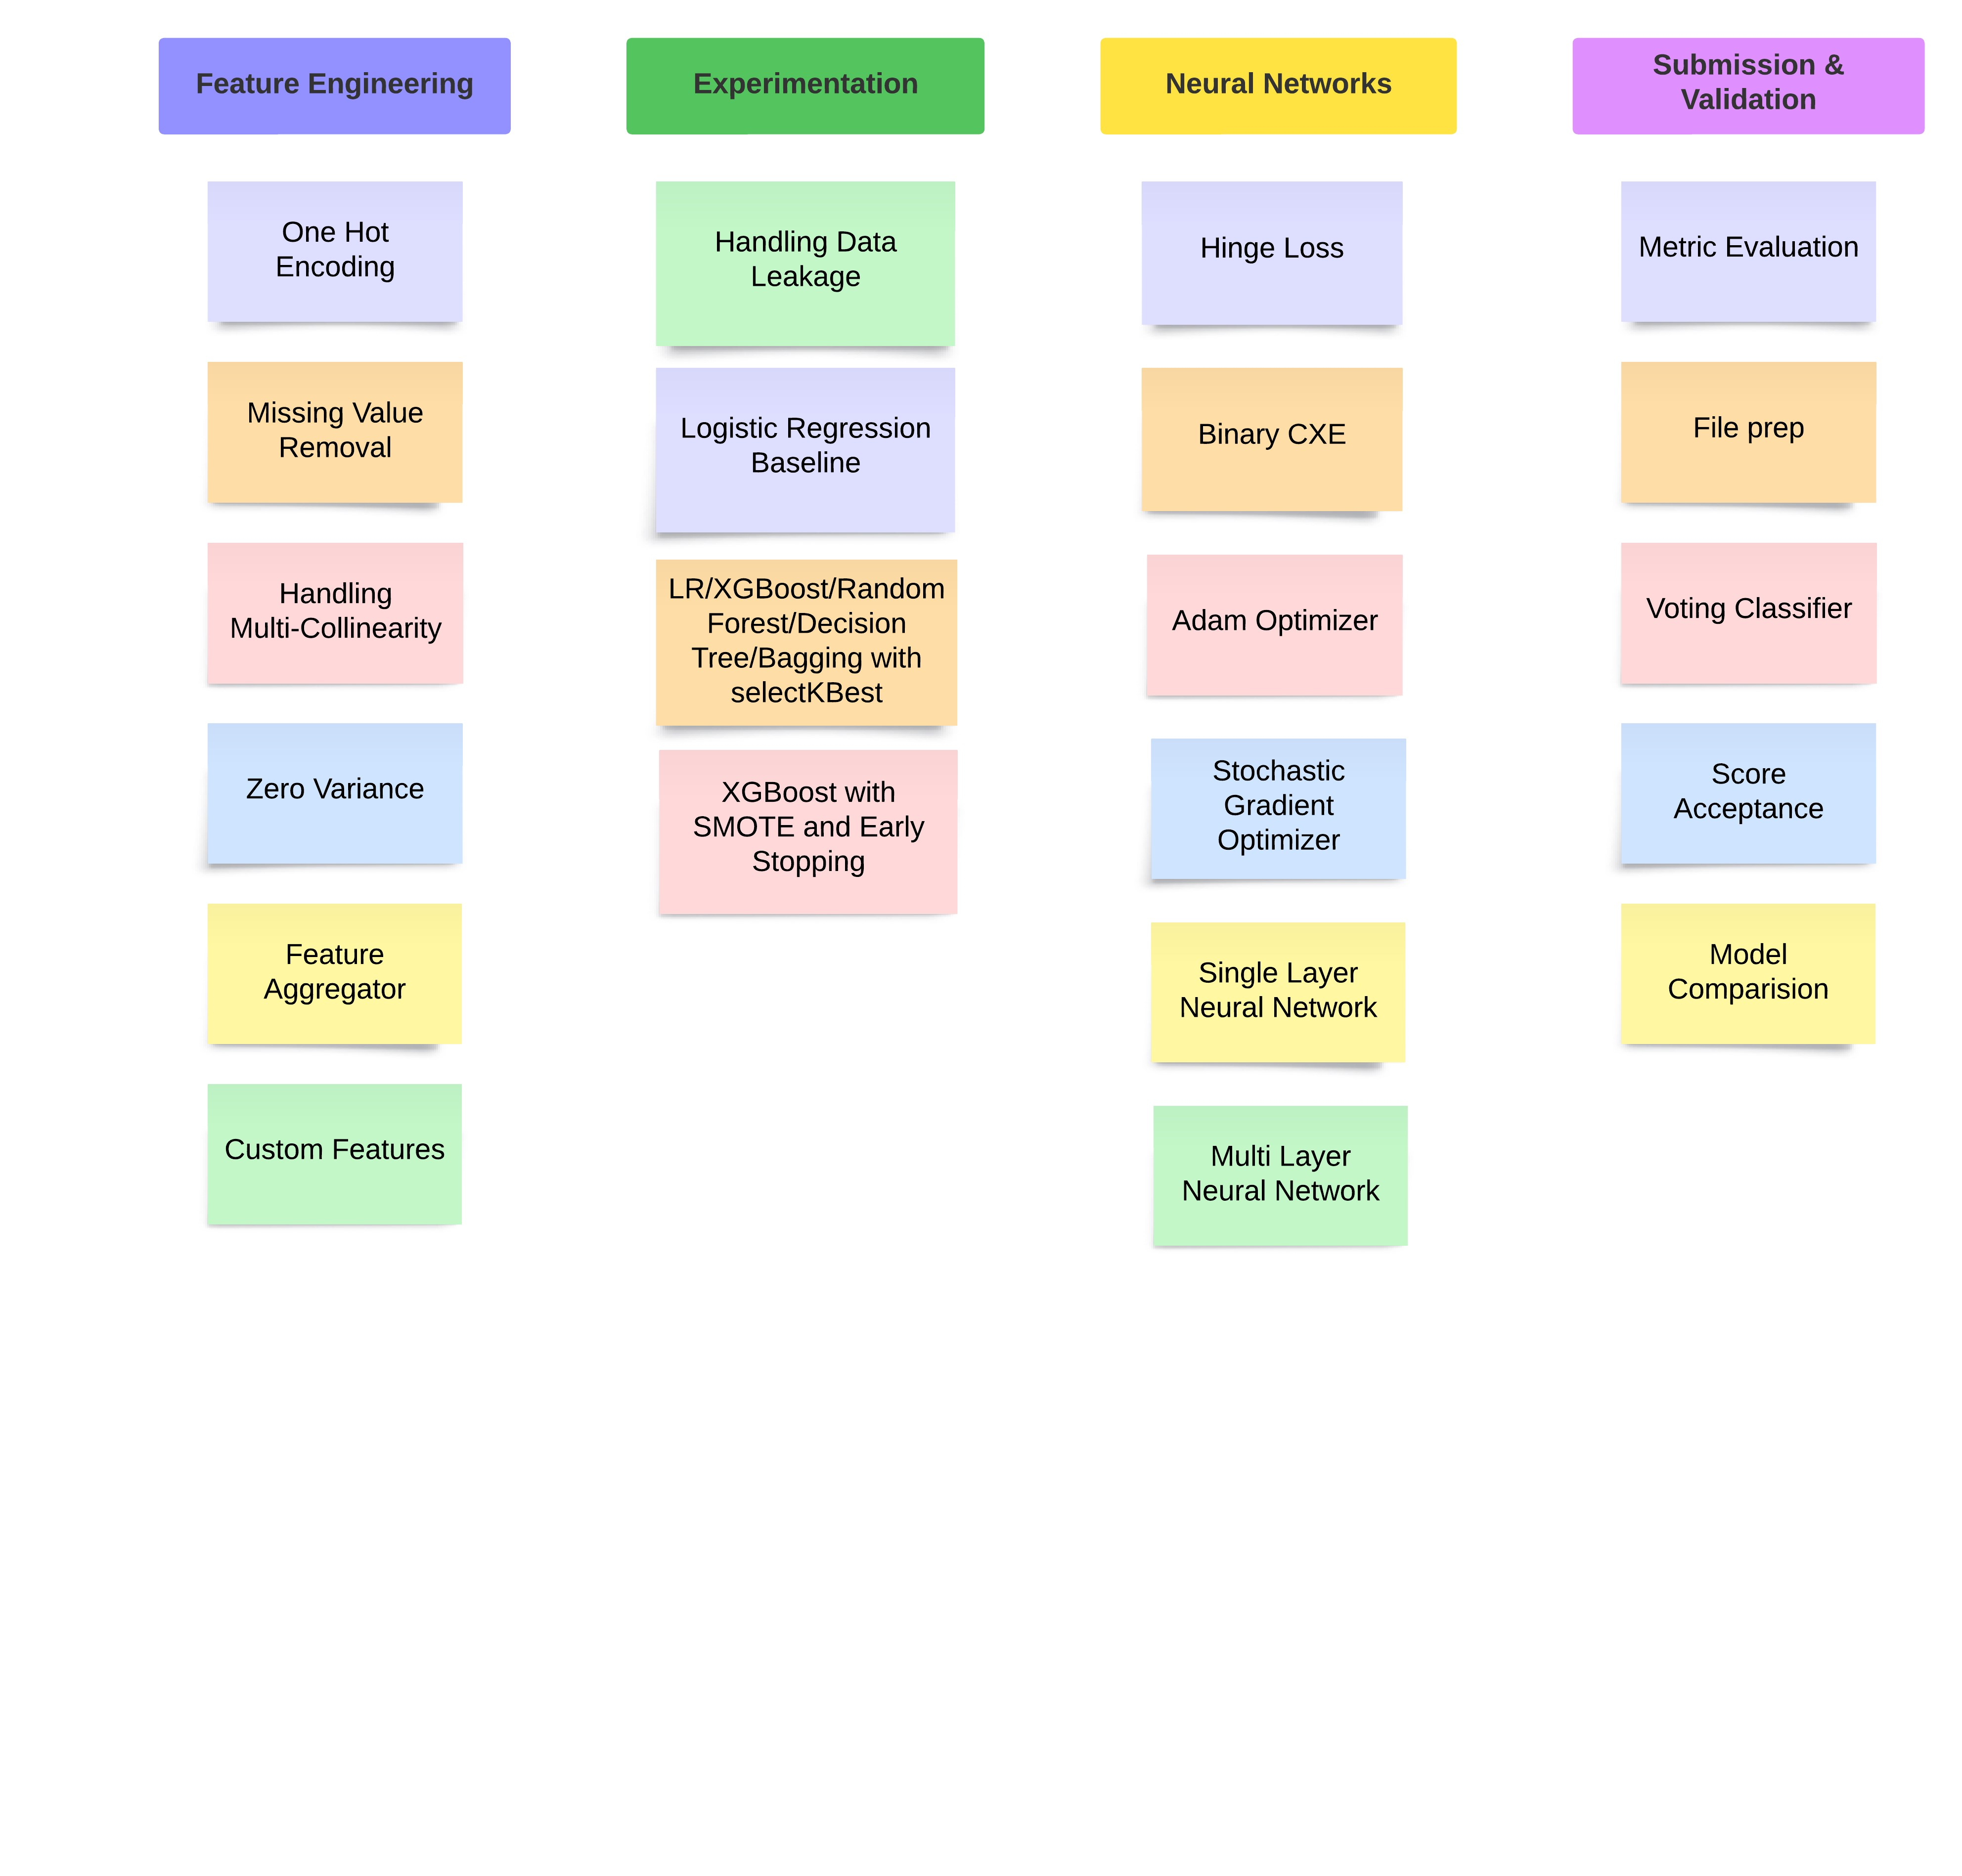 Feature Engineering
One Hot
Encoding
Missing Value
Removal
Handling
Multi-Collinearity
Zero Variance
Feature
Aggregator
Custom Features
Experimentation
Handling Data
Leakage
Logistic Regression
Baseline
LR/XGBoost/Random
Forest/Decision
Tree/Bagging with
selectKBest
XGBoost with
SMOTE and Early
Stopping
Neural Networks
Hinge Loss
Binary CXE
Adam Optimizer
Stochastic
Gradient
Optimizer
Single Layer
Neural Network
Multi Layer
Neural Network
Submission &
Validation
Metric Evaluation
File prep
Voting Classifier
Score
Acceptance
Model
Comparision